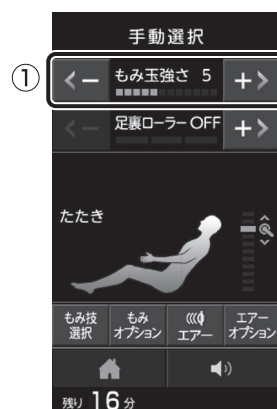 手動選択
①
− もみ玉強さ 5 +
− 足裏ローラー OFF +
たたき
もみ技
選択
もみ
オプション
エアー
エアー
オプション
残り 16分